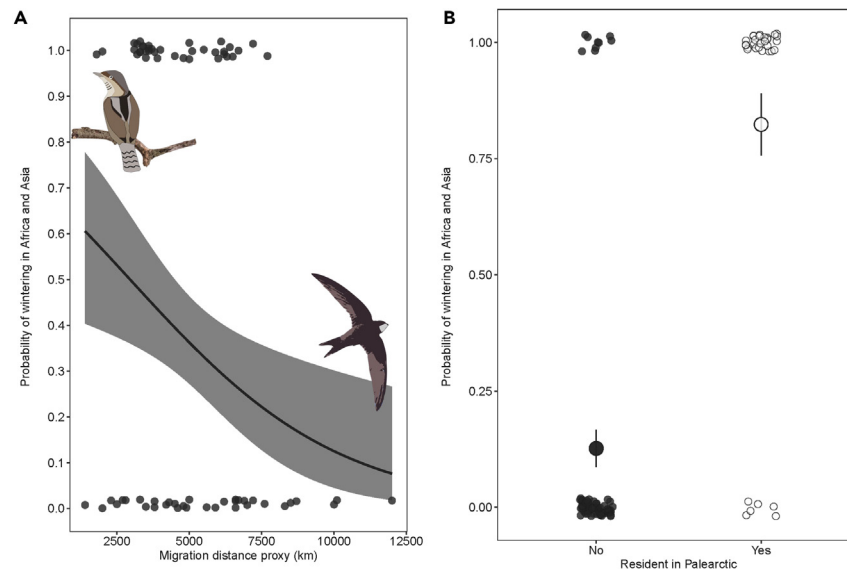 A
Probability of wintering in Africa and Asia
1.0
0.9
0.8
0.7
0.6
0.5
0.4
0.3
0.2
0.1
0.0
2500 5000 7500 10000 12500
Migration distance proxy (km)
B
Probability of wintering in Africa and Asia
1.00
0.75
0.50
0.25
0.00
No Yes
Resident in Palearctic